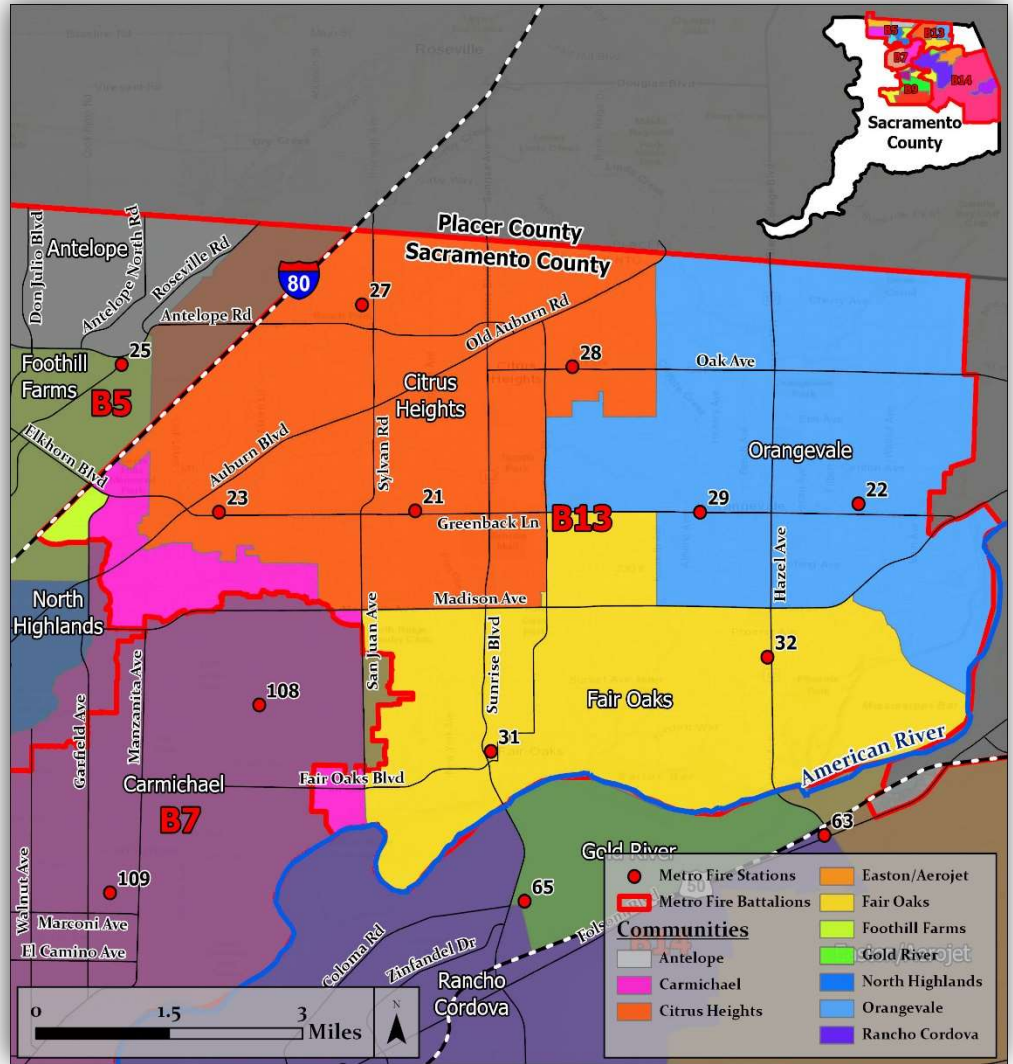 Roseville
B5
B13
B7
B14
B9
Sacramento
County
Placer County
Sacramento County
Antelope
Don Julio Blvd
Antelope North Rd
Roseville Rd
80
27
Antelope Rd
Old Auburn Rd
25
Foothill
Farms
B5
28
Oak Ave
Citrus
Heights
Elkhorn Blvd
Auburn Blvd
Sylvan Rd
Orangevale
23
21
B13
29
22
Greenback Ln
Hazel Ave
North
Highlands
Madison Ave
San Juan Ave
Sunrise Blvd
32
Garfield Ave
Manzanita Ave
108
Fair Oaks
31
American River
Carmichael
Fair Oaks Blvd
B7
63
Gold River
50
109
65
Walnut Ave
Marconi Ave
El Camino Ave
Coloma Rd
Zinfandel Dr
Rancho
Cordova
B14
Easton/Aerojet
Metro Fire Stations
Metro Fire Battalions
Communities
Antelope
Carmichael
Citrus Heights
Easton/Aerojet
Fair Oaks
Foothill Farms
Gold River
North Highlands
Orangevale
Rancho Cordova
0 1.5 3
Miles
N